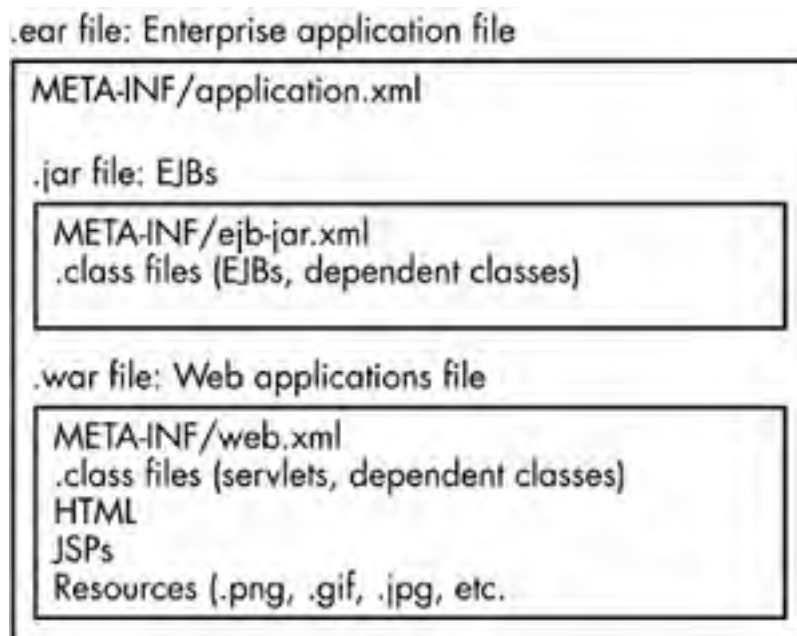 .ear file: Enterprise application file
META-INF/application.xml
.jar file: EJBs
META-INF/ejb-jar.xml
.class files (EJBs, dependent classes)
.war file: Web applications file
META-INF/web.xml
.class files (servlets, dependent classes)
HTML
JSPs
Resources (.png, .gif, .jpg, etc.